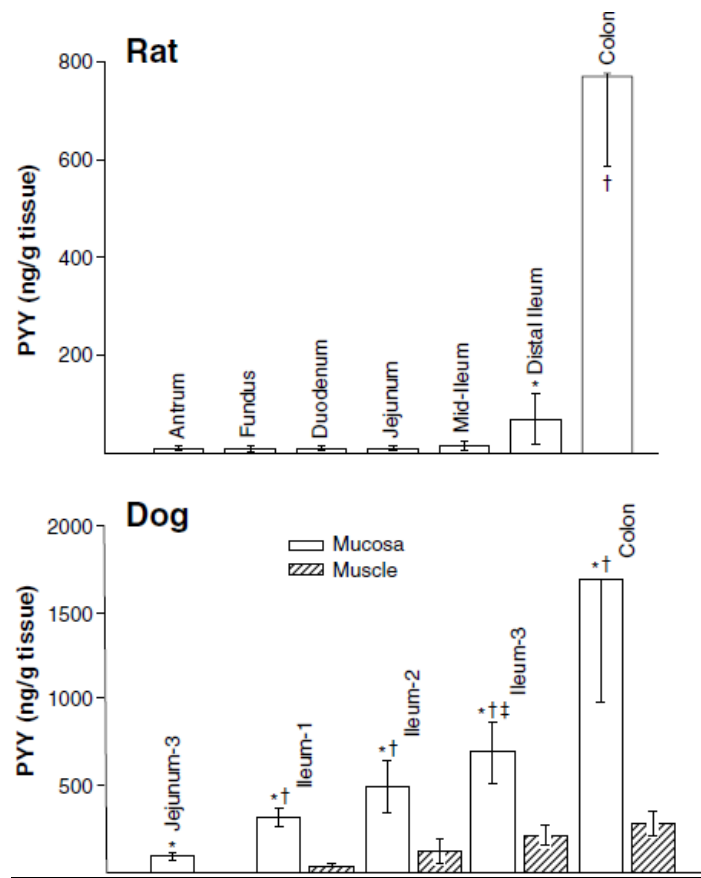 Rat
PYY (ng/g tissue)
800
600
400
200
Antrum
Fundus
Duodenum
Jejunum
Mid-Ileum
* Distal Ileum
Colon
†
Dog
PYY (ng/g tissue)
2000
1500
1000
500
Mucosa
Muscle
* Jejunum-3
*† Ileum-1
*† Ileum-2
*†‡ Ileum-3
*† Colon